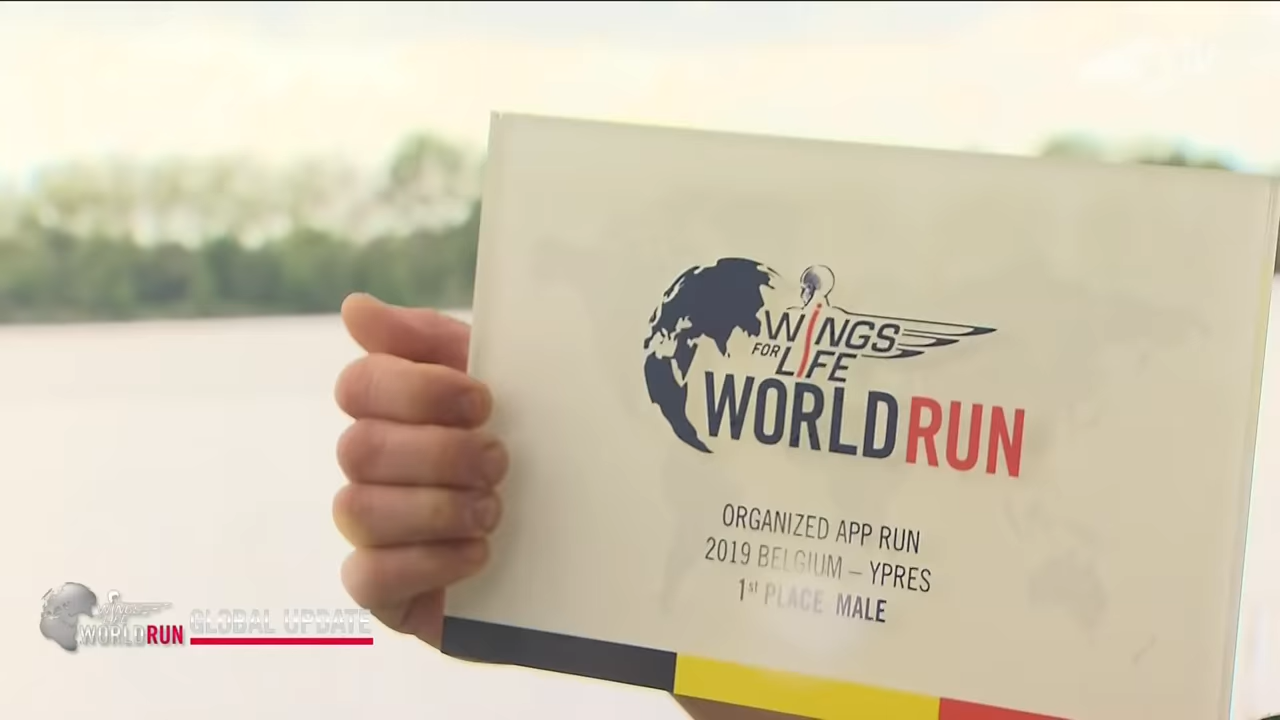 WINGS
FOR LIFE
WORLD RUN
ORGANIZED APP RUN
2019 BELGIUM – YPRES
1st PLACE MALE
WORLD RUN
GLOBAL UPDATE